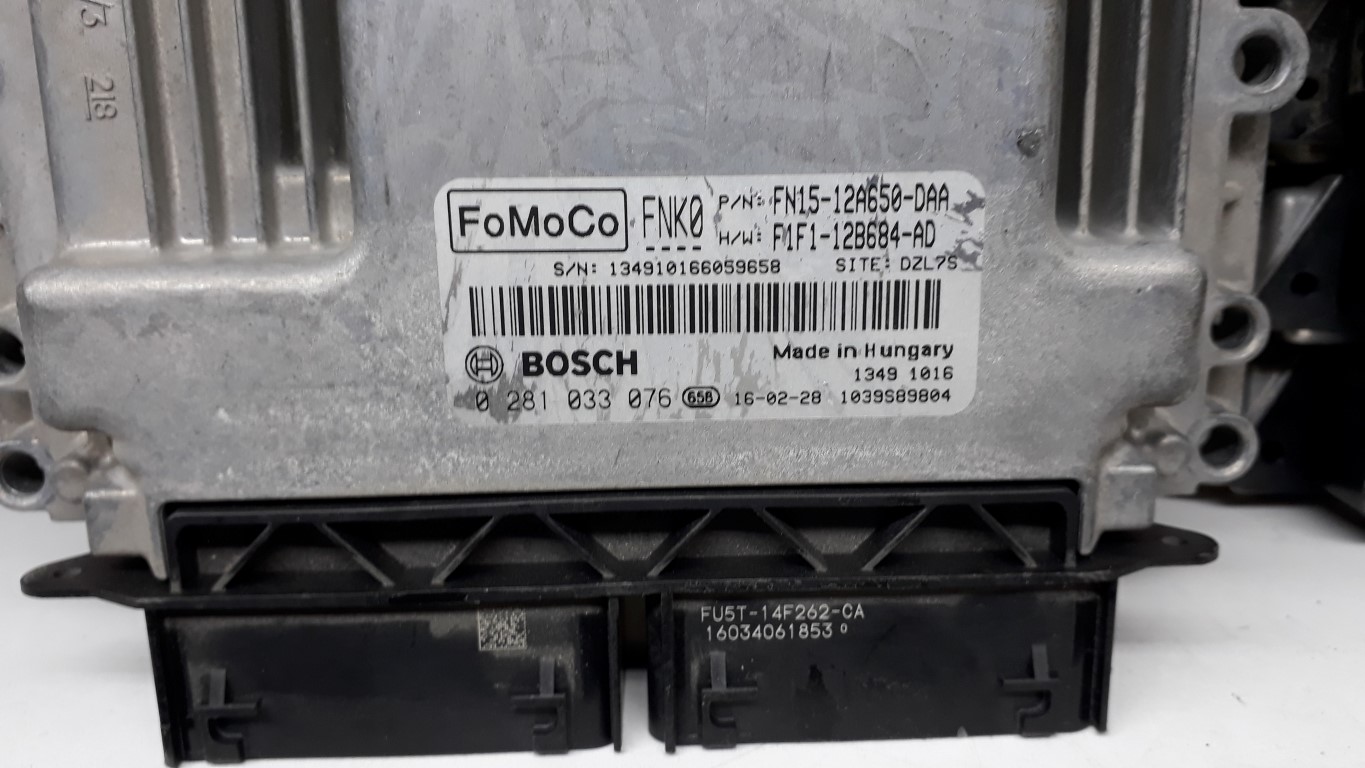 218
FoMoCo FNK0 P/N: FN15-12A650-DAA
H/W: F1F1-12B684-AD
S/N: 134910166059658 SITE: DZL7S
BOSCH Made in Hungary
1349 1016
0 281 033 076 658 16-02-28 1039S89804
FU5T-14F262-CA
16034061853